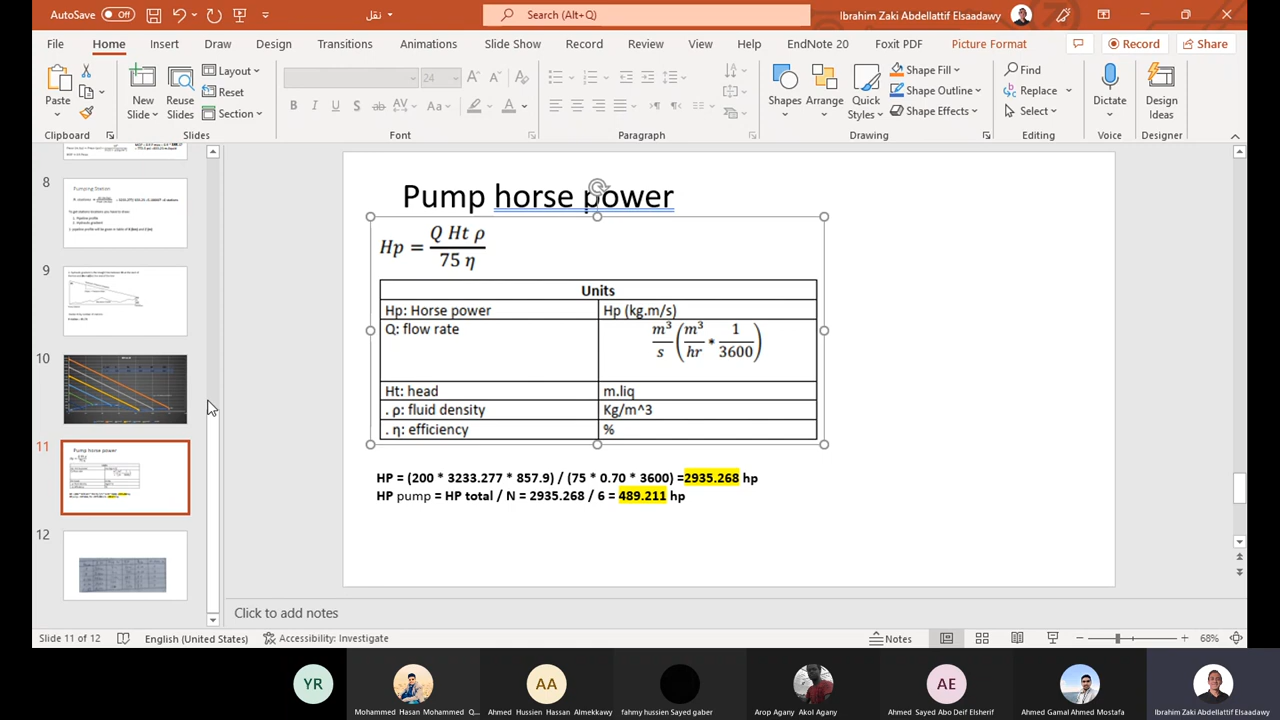 AutoSave Off
نقل
Search (Alt+Q)
Ibrahim Zaki Abdellattif Elsaadawy
File Home Insert Draw Design Transitions Animations Slide Show Record Review View Help EndNote 20 Foxit PDF Picture Format Record Share
Paste
New Slide
Reuse Slides
Layout
Reset
Section
24
Shapes
Arrange
Quick Styles
Shape Fill
Shape Outline
Shape Effects
Find
Replace
Select
Dictate
Design Ideas
Clipboard Slides Font Paragraph Drawing Editing Voice Designer
8
Pumping Station
9
10
11
Pump horse power
12
Pump horse power
Hp = Q Ht ρ / 75 η
Units
Hp: Horse power Hp (kg.m/s)
Q: flow rate m³/s (m³/hr * 1/3600)
Ht: head m.liq
. ρ: fluid density Kg/m^3
. η: efficiency %
HP = (200 * 3233.277 * 857.9) / (75 * 0.70 * 3600) =2935.268 hp
HP pump = HP total / N = 2935.268 / 6 = 489.211 hp
Click to add notes
Slide 11 of 12 English (United States) Accessibility: Investigate Notes 68%
YR
AA
AE
Mohammed Hasan Mohammed Q...
Ahmed Hussien Hassan Almekkawy
fahmy hussien Sayed gaber
Arop Agany Akol Agany
Ahmed Sayed Abo Deif Elsherif
Ahmed Gamal Ahmed Mostafa
Ibrahim Zaki Abdellattif Elsaadawy